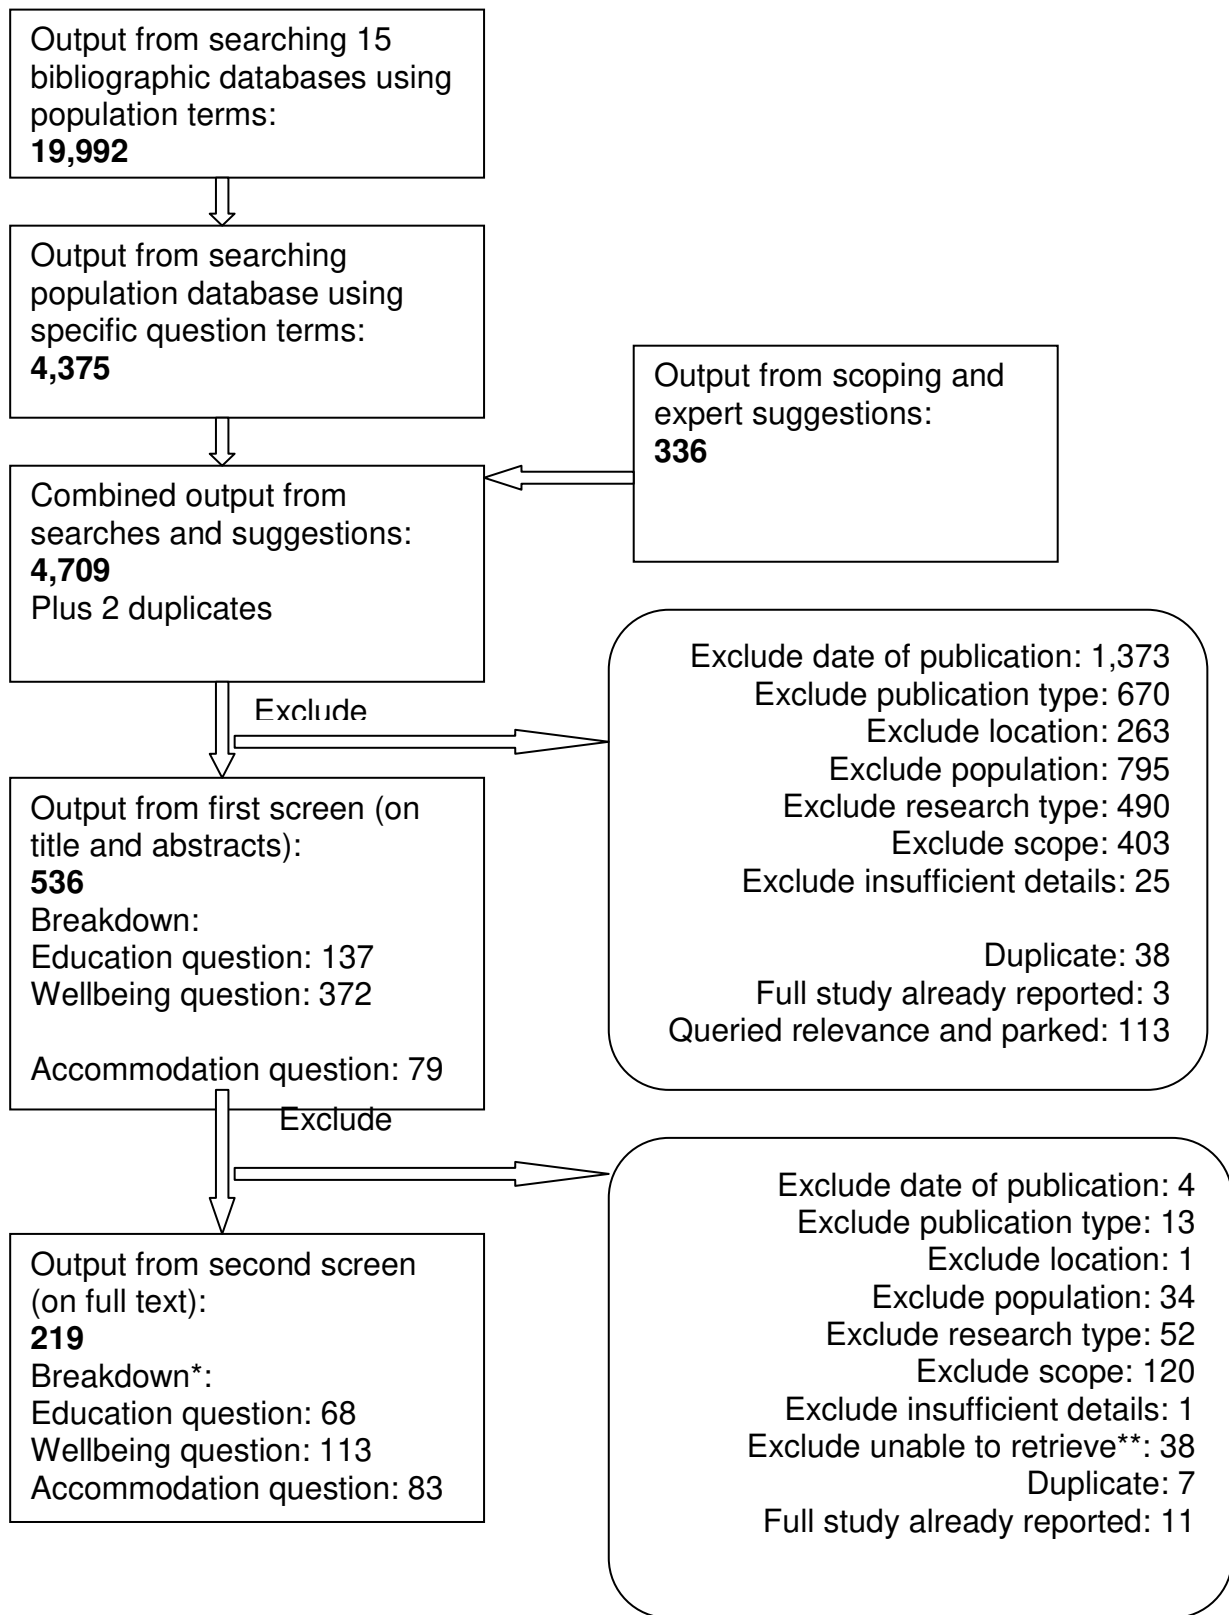 Output from searching 15
bibliographic databases using
population terms:
19,992
Output from searching
population database using
specific question terms:
4,375
Output from scoping and
expert suggestions:
336
Combined output from
searches and suggestions:
4,709
Plus 2 duplicates
Exclude
Exclude date of publication: 1,373
Exclude publication type: 670
Exclude location: 263
Exclude population: 795
Exclude research type: 490
Exclude scope: 403
Exclude insufficient details: 25
Duplicate: 38
Full study already reported: 3
Queried relevance and parked: 113
Output from first screen (on
title and abstracts):
536
Breakdown:
Education question: 137
Wellbeing question: 372
Accommodation question: 79
Exclude
Exclude date of publication: 4
Exclude publication type: 13
Exclude location: 1
Exclude population: 34
Exclude research type: 52
Exclude scope: 120
Exclude insufficient details: 1
Exclude unable to retrieve**: 38
Duplicate: 7
Full study already reported: 11
Output from second screen
(on full text):
219
Breakdown*:
Education question: 68
Wellbeing question: 113
Accommodation question: 83